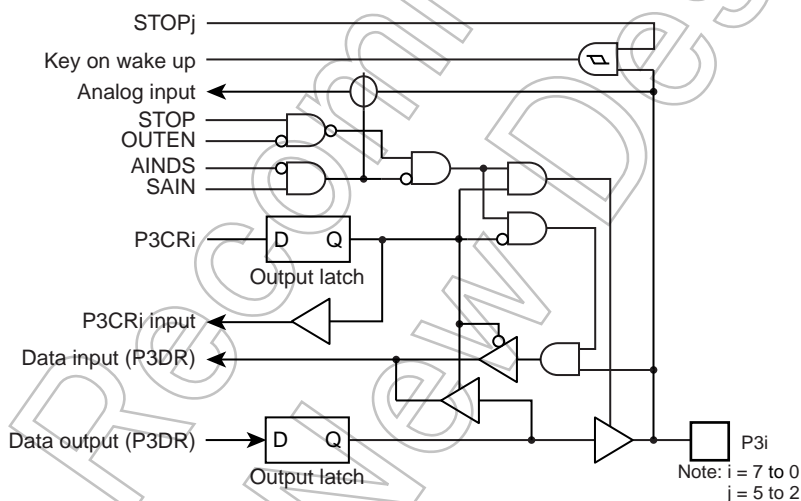 STOPj
Key on wake up
Analog input
STOP
OUTEN
AINDS
SAIN
P3CRi
D Q
Output latch
P3CRi input
Data input (P3DR)
Data output (P3DR)
D Q
Output latch
P3i
Note: i = 7 to 0
j = 5 to 2